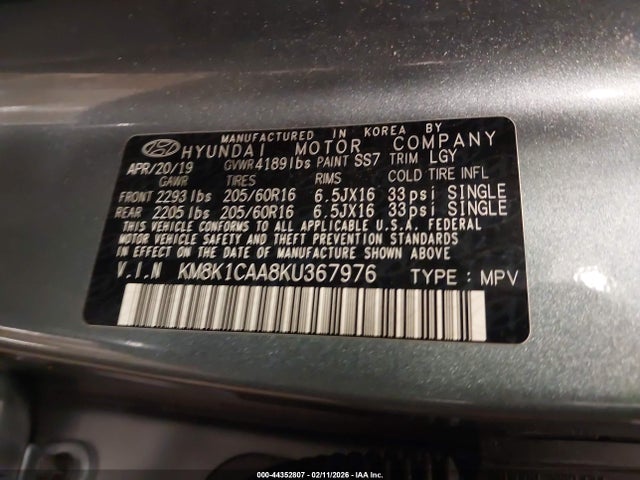 MANUFACTURED IN KOREA BY
HYUNDAI MOTOR COMPANY
APR/20/19 GVWR 4189lbs PAINT SS7 TRIM LGY
GAWR TIRES RIMS COLD TIRE INFL
FRONT 2293 lbs 205/60R16 6.5JX16 33psi SINGLE
REAR 2205 lbs 205/60R16 6.5JX16 33psi SINGLE
THIS VEHICLE CONFORMS TO ALL APPLICABLE U.S.A. FEDERAL
MOTOR VEHICLE SAFETY, BUMPER, AND THEFT PREVENTION STANDARDS
IN EFFECT ON THE DATE OF MANUFACTURE SHOWN ABOVE.
V.I.N KM8K1CAA8KU367976 TYPE : MPV
000-44352807 - 02/11/2026 - IAA Inc.